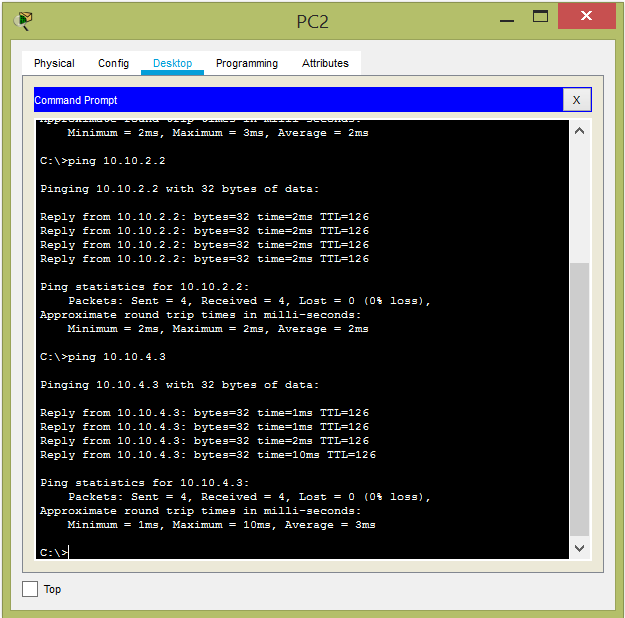 PC2
Physical Config Desktop Programming Attributes
Command Prompt
X
Approximate round trip times in milli-seconds:
Minimum = 2ms, Maximum = 3ms, Average = 2ms
C:\>ping 10.10.2.2
Pinging 10.10.2.2 with 32 bytes of data:
Reply from 10.10.2.2: bytes=32 time=2ms TTL=126
Reply from 10.10.2.2: bytes=32 time=2ms TTL=126
Reply from 10.10.2.2: bytes=32 time=2ms TTL=126
Reply from 10.10.2.2: bytes=32 time=2ms TTL=126
Ping statistics for 10.10.2.2:
Packets: Sent = 4, Received = 4, Lost = 0 (0% loss),
Approximate round trip times in milli-seconds:
Minimum = 2ms, Maximum = 2ms, Average = 2ms
C:\>ping 10.10.4.3
Pinging 10.10.4.3 with 32 bytes of data:
Reply from 10.10.4.3: bytes=32 time=1ms TTL=126
Reply from 10.10.4.3: bytes=32 time=1ms TTL=126
Reply from 10.10.4.3: bytes=32 time=2ms TTL=126
Reply from 10.10.4.3: bytes=32 time=10ms TTL=126
Ping statistics for 10.10.4.3:
Packets: Sent = 4, Received = 4, Lost = 0 (0% loss),
Approximate round trip times in milli-seconds:
Minimum = 1ms, Maximum = 10ms, Average = 3ms
C:\>
Top